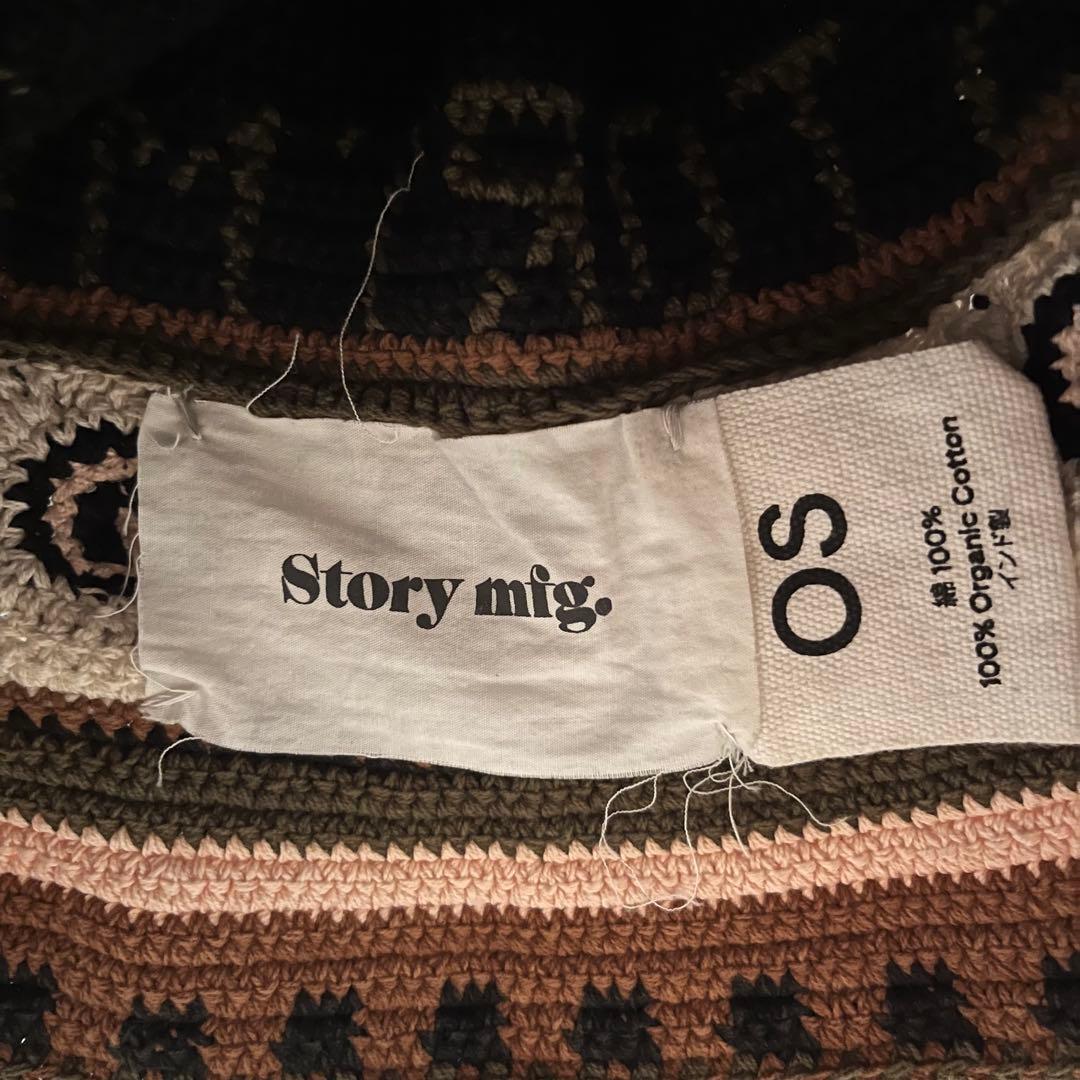 Story mfg.
OS
綿 100%
100% Organic Cotton
インド製